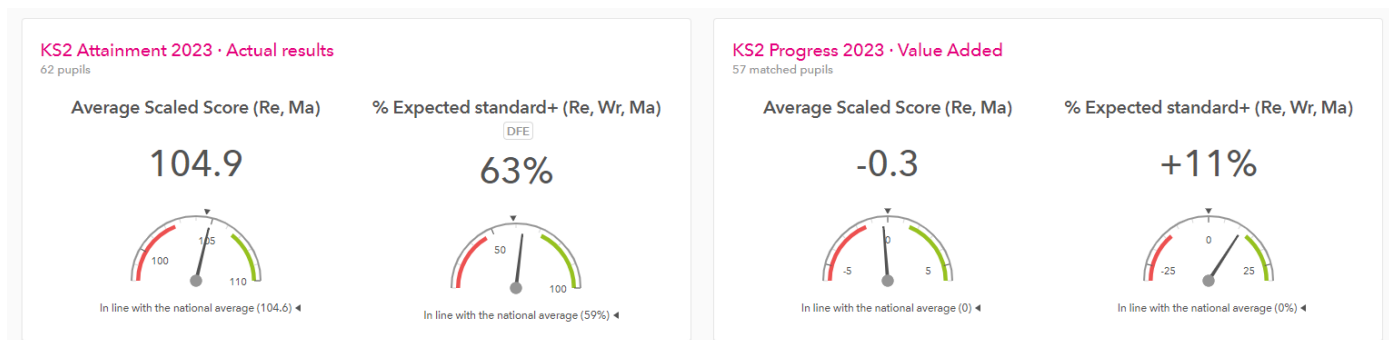 KS2 Attainment 2023 · Actual results
62 pupils
Average Scaled Score (Re, Ma)
104.9
100
105
110
In line with the national average (104.6)
% Expected standard+ (Re, Wr, Ma)
DFE
63%
50
100
In line with the national average (59%)
KS2 Progress 2023 · Value Added
57 matched pupils
Average Scaled Score (Re, Ma)
-0.3
-5
0
5
In line with the national average (0)
% Expected standard+ (Re, Wr, Ma)
+11%
-25
0
25
In line with the national average (0%)